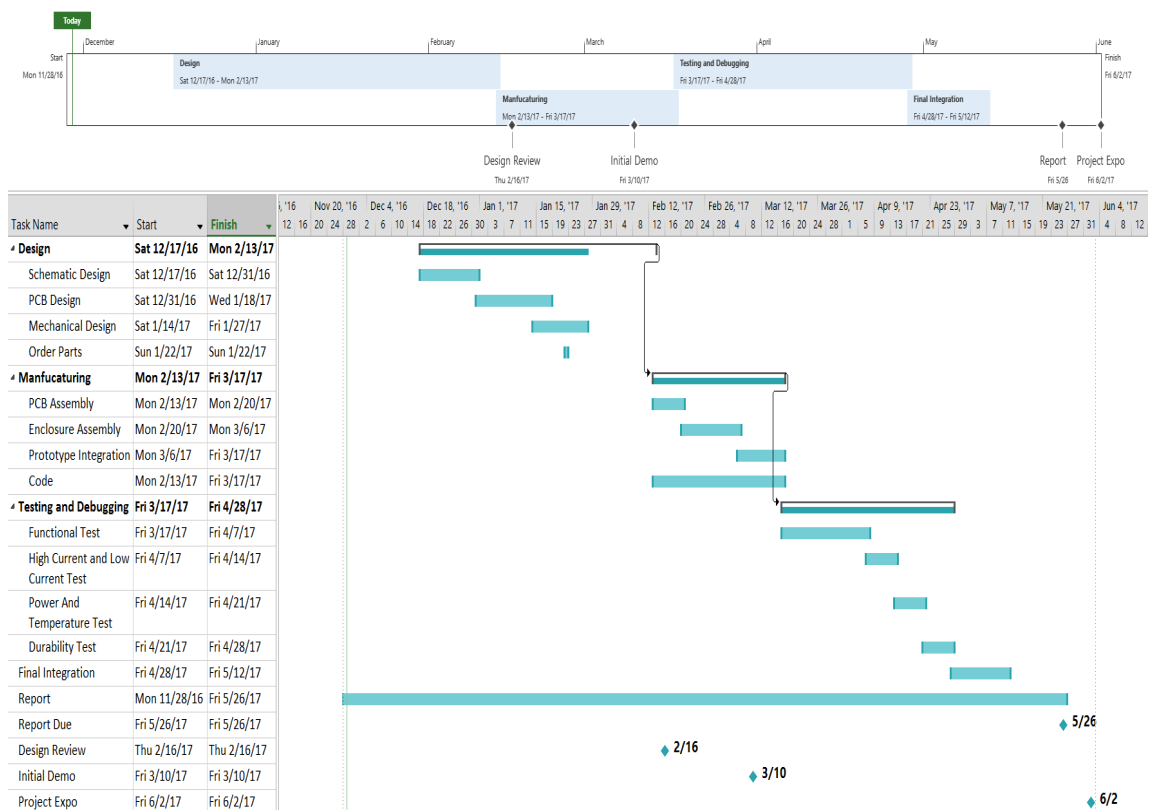 Today
December January February March April May June
Start
Mon 11/28/16
Finish
Fri 6/2/17
Design
Sat 12/17/16 - Mon 2/13/17
Testing and Debugging
Fri 3/17/17 - Fri 4/28/17
Manfucaturing
Mon 2/13/17 - Fri 3/17/17
Final Integration
Fri 4/28/17 - Fri 5/12/17
Design Review
Thu 2/16/17
Initial Demo
Fri 3/10/17
Report
Fri 5/26
Project Expo
Fri 6/2/17
, '16 Nov 20, '16 Dec 4, '16 Dec 18, '16 Jan 1, '17 Jan 15, '17 Jan 29, '17 Feb 12, '17 Feb 26, '17 Mar 12, '17 Mar 26, '17 Apr 9, '17 Apr 23, '17 May 7, '17 May 21, '17 Jun 4, '17
Task Name Start Finish 12 16 20 24 28 2 6 10 14 18 22 26 30 3 7 11 15 19 23 27 31 4 8 12 16 20 24 28 4 8 12 16 20 24 28 1 5 9 13 17 21 25 29 3 7 11 15 19 23 27 31 4 8 12
Design Sat 12/17/16 Mon 2/13/17
Schematic Design Sat 12/17/16 Sat 12/31/16
PCB Design Sat 12/31/16 Wed 1/18/17
Mechanical Design Sat 1/14/17 Fri 1/27/17
Order Parts Sun 1/22/17 Sun 1/22/17
Manfucaturing Mon 2/13/17 Fri 3/17/17
PCB Assembly Mon 2/13/17 Mon 2/20/17
Enclosure Assembly Mon 2/20/17 Mon 3/6/17
Prototype Integration Mon 3/6/17 Fri 3/17/17
Code Mon 2/13/17 Fri 3/17/17
Testing and Debugging Fri 3/17/17 Fri 4/28/17
Functional Test Fri 3/17/17 Fri 4/7/17
High Current and Low Fri 4/7/17 Fri 4/14/17
Current Test
Power And Fri 4/14/17 Fri 4/21/17
Temperature Test
Durability Test Fri 4/21/17 Fri 4/28/17
Final Integration Fri 4/28/17 Fri 5/12/17
Report Mon 11/28/16 Fri 5/26/17
Report Due Fri 5/26/17 Fri 5/26/17 5/26
Design Review Thu 2/16/17 Thu 2/16/17 2/16
Initial Demo Fri 3/10/17 Fri 3/10/17 3/10
Project Expo Fri 6/2/17 Fri 6/2/17 6/2